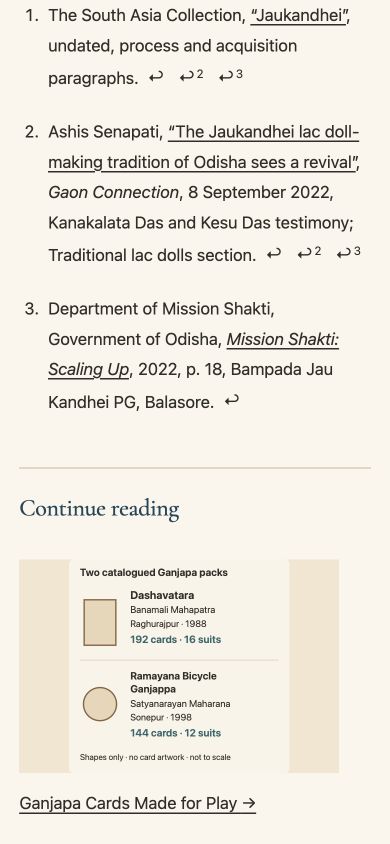 1. The South Asia Collection, “Jaukandhei”,
undated, process and acquisition
paragraphs. ↩ ↩2 ↩3
2. Ashis Senapati, “The Jaukandhei lac doll-
making tradition of Odisha sees a revival”,
Gaon Connection, 8 September 2022,
Kanakalata Das and Kesu Das testimony;
Traditional lac dolls section. ↩ ↩2 ↩3
3. Department of Mission Shakti,
Government of Odisha, Mission Shakti:
Scaling Up, 2022, p. 18, Bampada Jau
Kandhei PG, Balasore. ↩
Continue reading
Two catalogued Ganjapa packs
Dashavatara
Banamali Mahapatra
Raghurajpur · 1988
192 cards · 16 suits
Ramayana Bicycle
Ganjappa
Satyanarayan Maharana
Sonepur · 1998
144 cards · 12 suits
Shapes only · no card artwork · not to scale
Ganjapa Cards Made for Play →